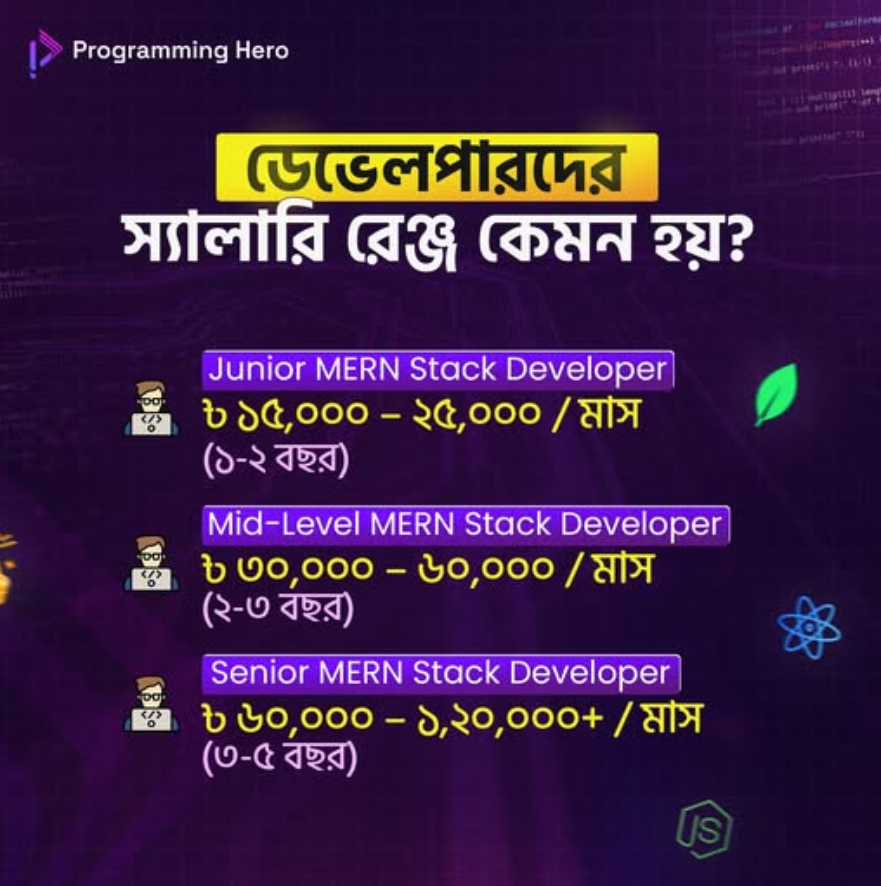 Programming Hero
ডেভেলপারদের
স্যালারি রেঞ্জ কেমন হয়?
Junior MERN Stack Developer
৳ ১৫,০০০ – ২৫,০০০ / মাস
(১-২ বছর)
Mid-Level MERN Stack Developer
৳ ৩০,০০০ – ৬০,০০০ / মাস
(২-৩ বছর)
Senior MERN Stack Developer
৳ ৬০,০০০ – ১,২০,০০০+ / মাস
(৩-৫ বছর)
JS